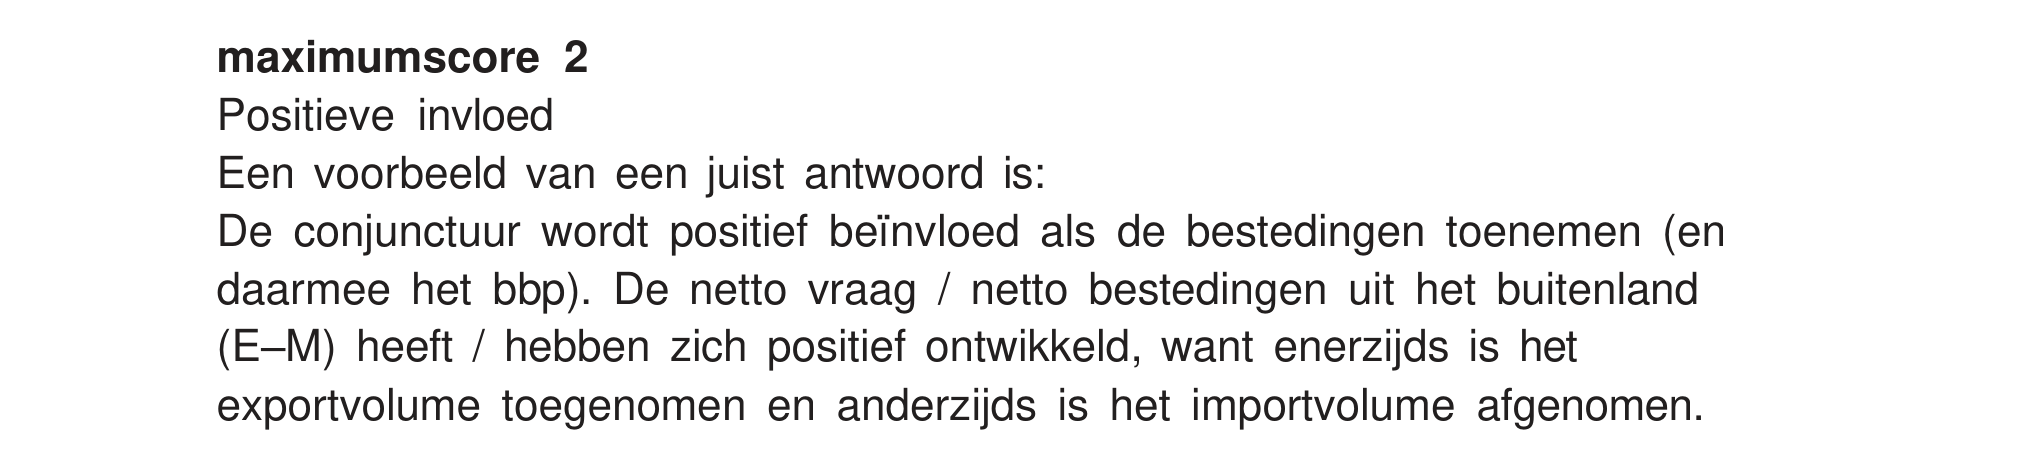 maximumscore 2
Positieve invloed
Een voorbeeld van een juist antwoord is:
De conjunctuur wordt positief beïnvloed als de bestedingen toenemen (en
daarmee het bbp). De netto vraag / netto bestedingen uit het buitenland
(E–M) heeft / hebben zich positief ontwikkeld, want enerzijds is het
exportvolume toegenomen en anderzijds is het importvolume afgenomen.